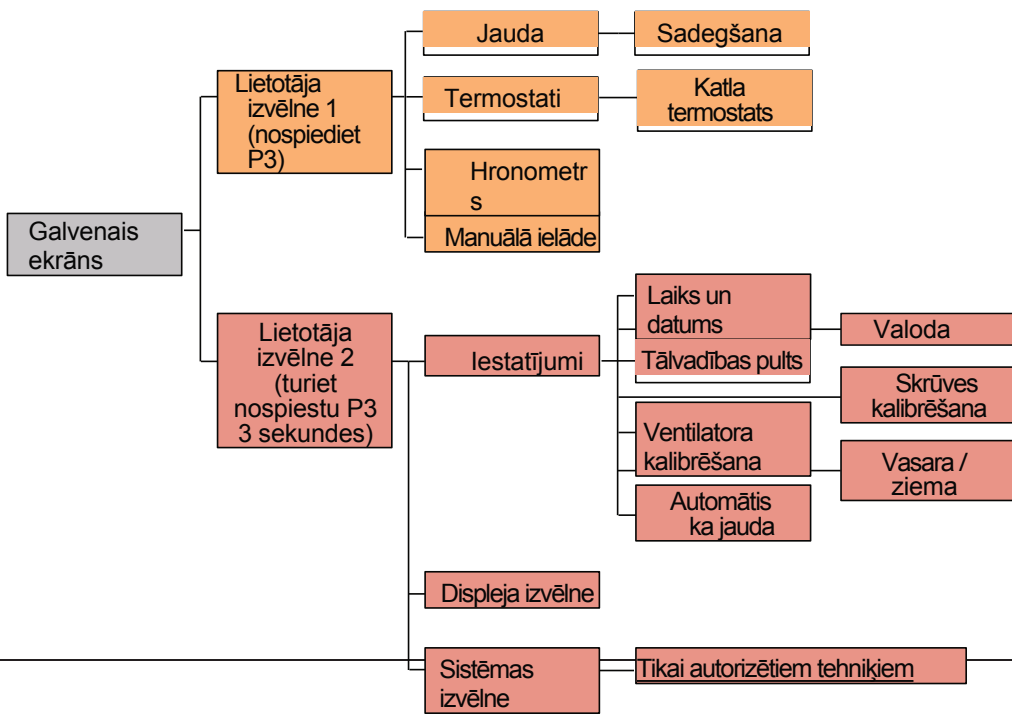 Jauda
Sadegšana
Lietotāja
izvēlne 1
(nospiediet
P3)
Termostati
Katla
termostats
Hronometr
s
Manuālā ielāde
Galvenais
ekrāns
Lietotāja
izvēlne 2
(turiet
nospiestu P3
3 sekundes)
Iestatījumi
Laiks un
datums
Valoda
Tālvadības pults
Skrūves
kalibrēšana
Ventilatora
kalibrēšana
Vasara /
ziema
Automātis
ka jauda
Displeja izvēlne
Sistēmas
izvēlne
Tikai autorizētiem tehniķiem